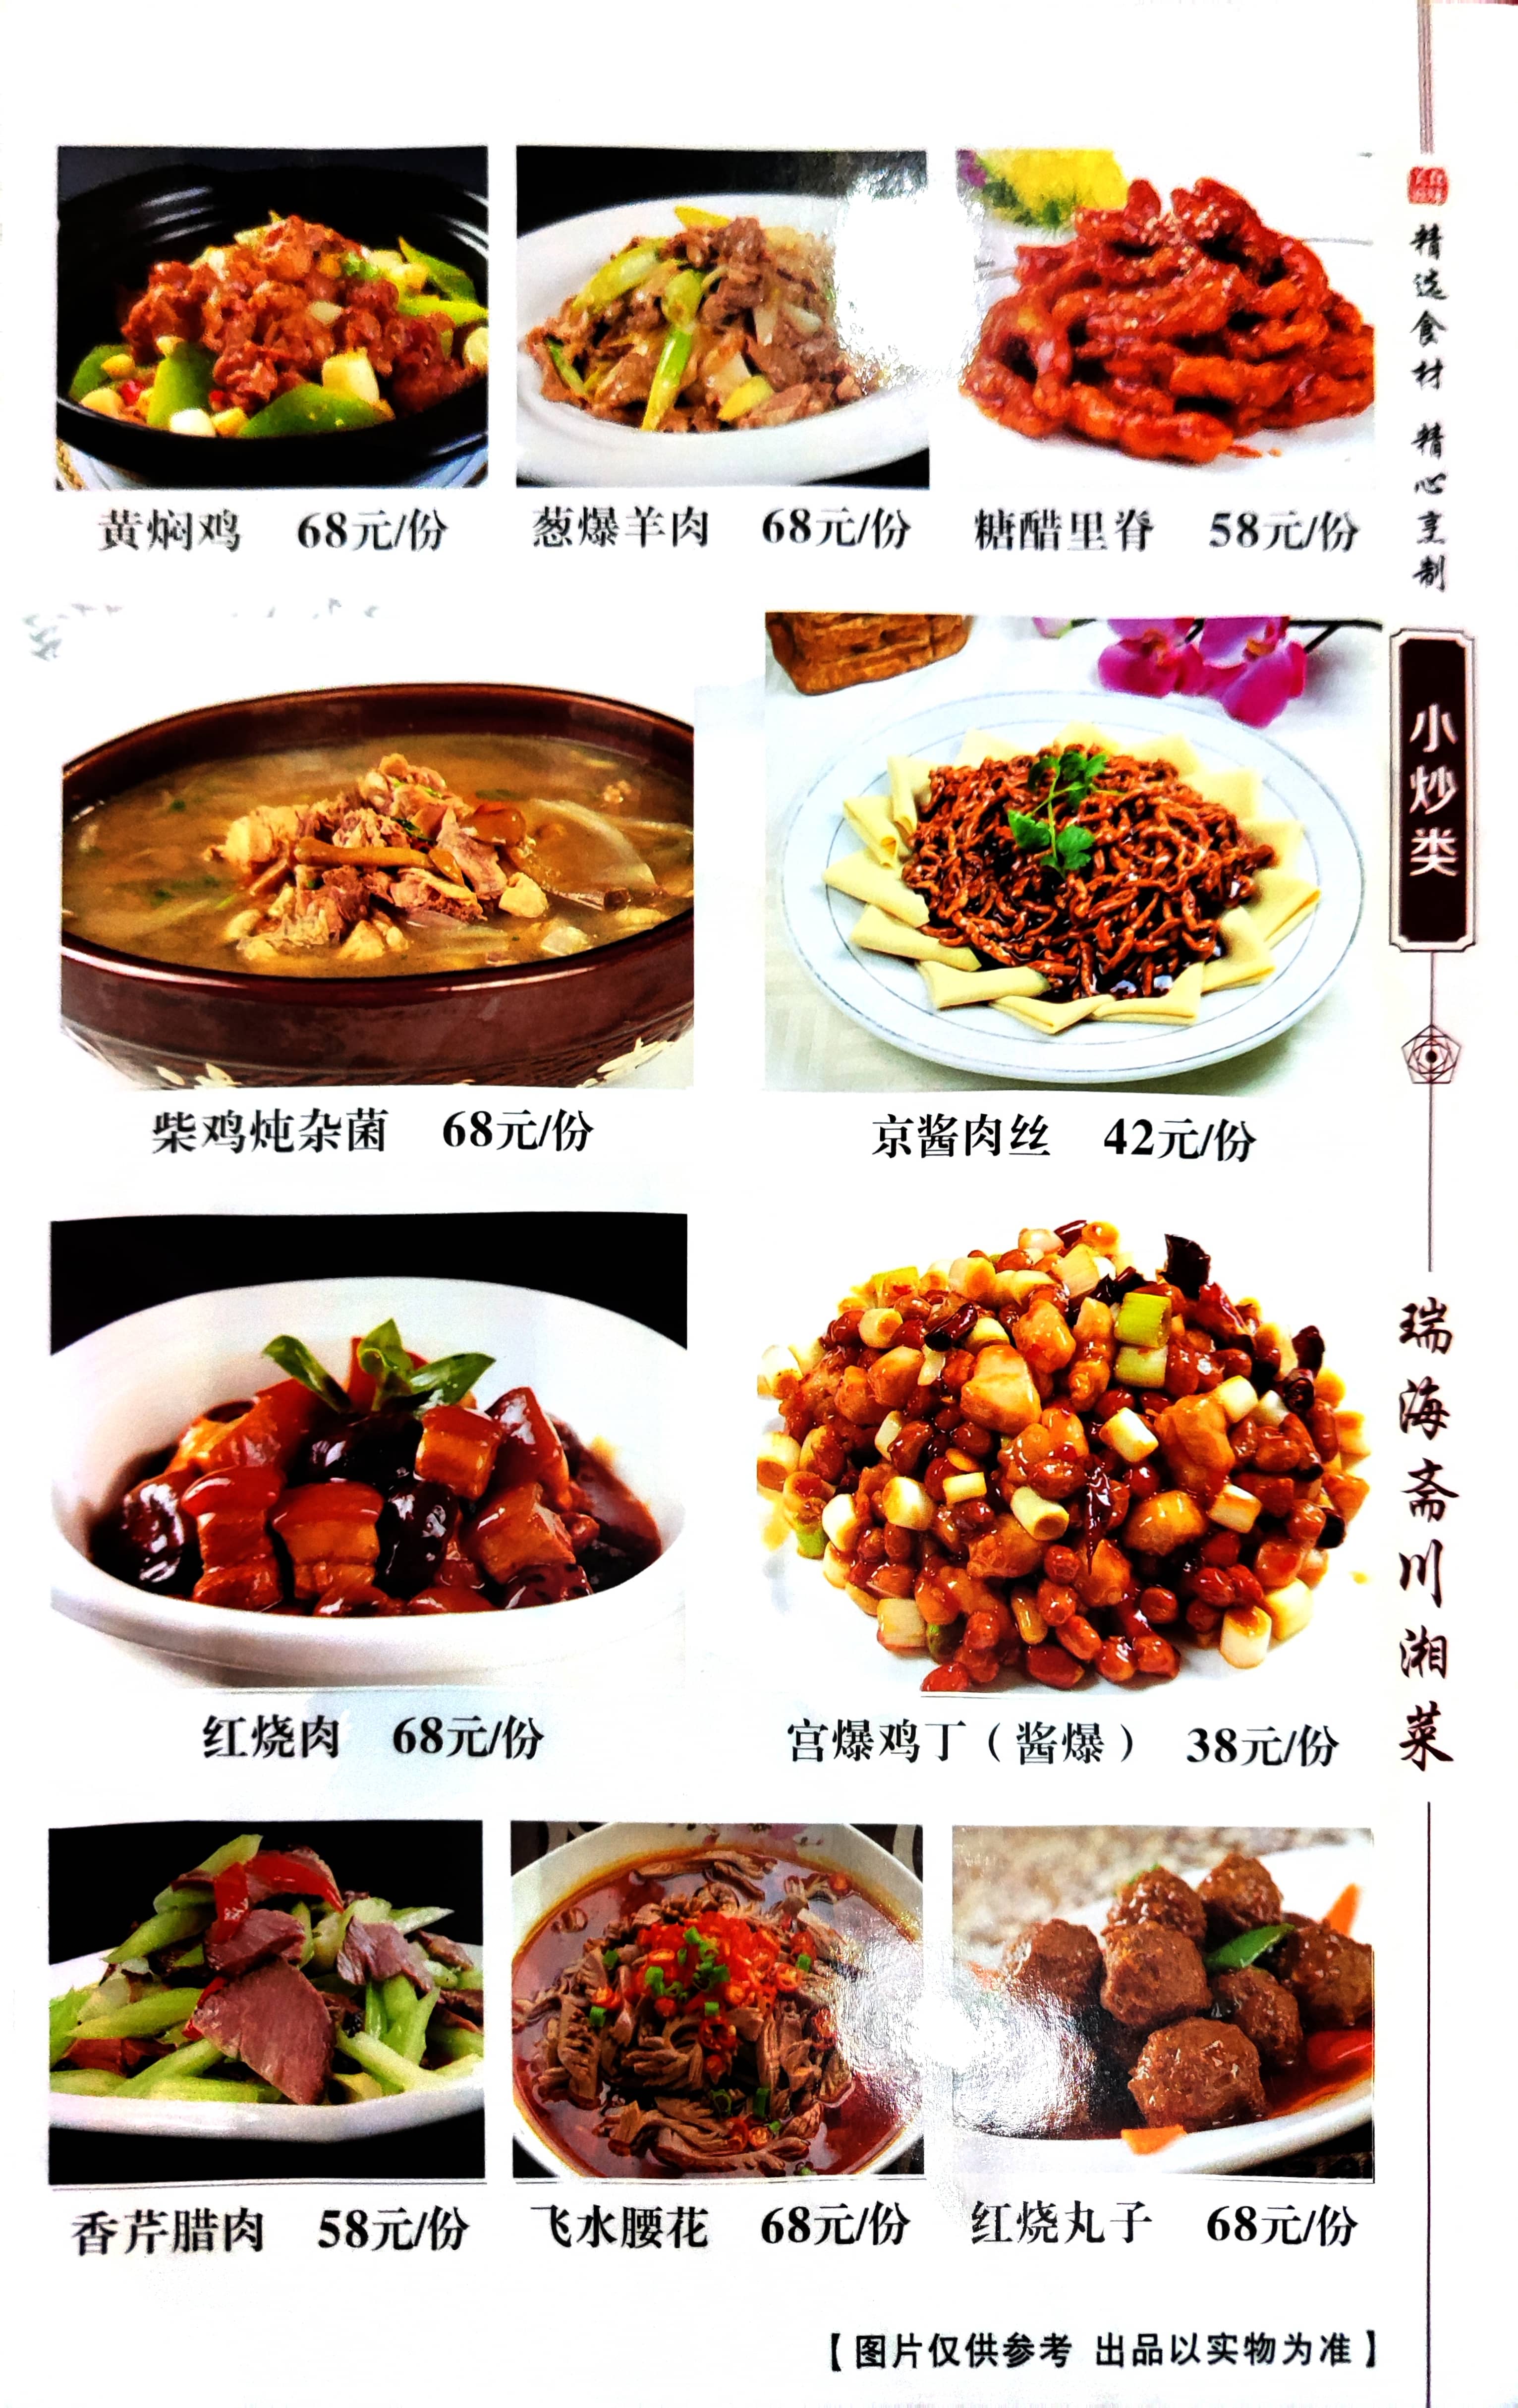 黄焖鸡 68元/份
葱爆羊肉 68元/份
糖醋里脊 58元/份
柴鸡炖杂菌 68元/份
京酱肉丝 42元/份
红烧肉 68元/份
宫爆鸡丁（酱爆） 38元/份
香芹腊肉 58元/份
飞水腰花 68元/份
红烧丸子 68元/份
【图片仅供参考 出品以实物为准】
精选食材 精心烹制
小炒类
瑞海斋川湘菜